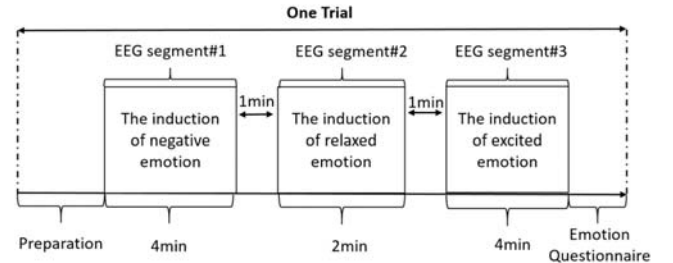 One Trial
EEG segment#1
EEG segment#2
EEG segment#3
The induction
of negative
emotion
1min
The induction
of relaxed
emotion
1min
The induction
of excited
emotion
Preparation
4min
2min
4min
Emotion
Questionnaire